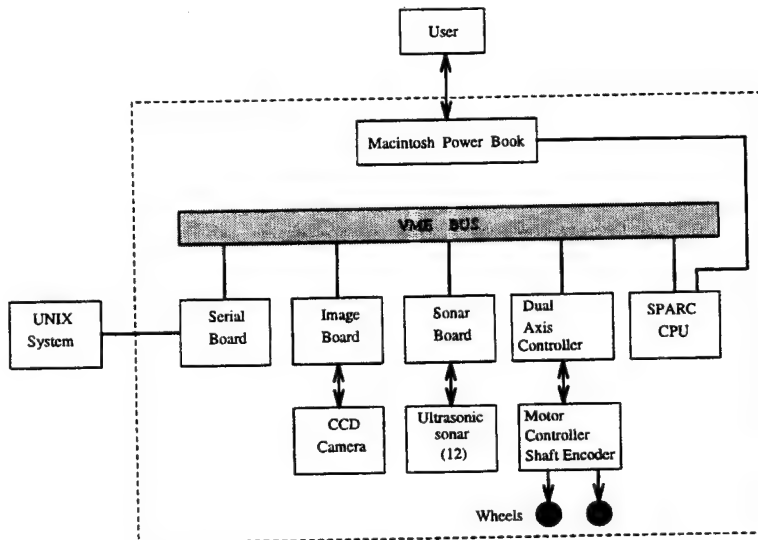 User
Macintosh Power Book
VME BUS
UNIX
System
Serial
Board
Image
Board
Sonar
Board
Dual
Axis
Controller
SPARC
CPU
CCD
Camera
Ultrasonic
sonar
(12)
Motor
Controller
Shaft Encoder
Wheels